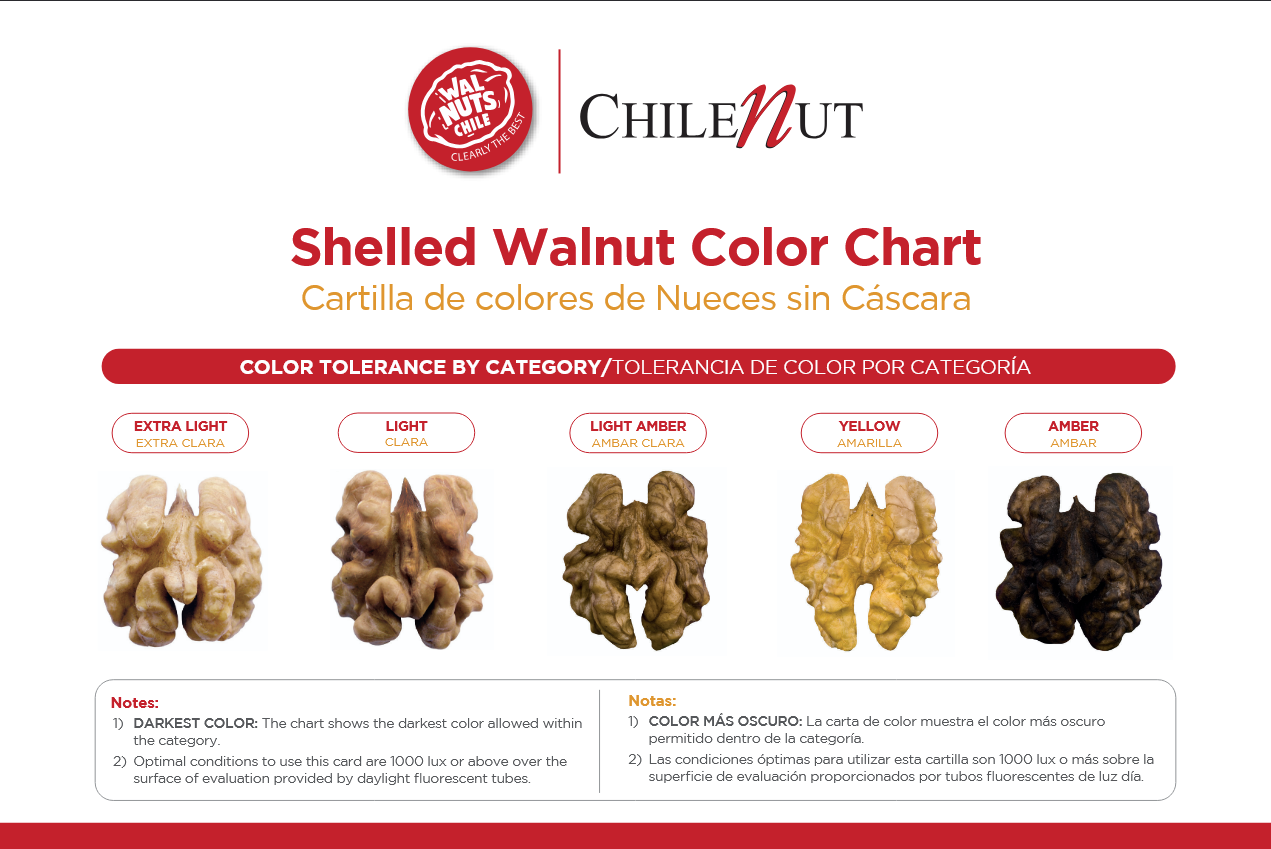 WAL
NUTS
CHILE
CLEARLY THE BEST
CHILENUT
Shelled Walnut Color Chart
Cartilla de colores de Nueces sin Cáscara
COLOR TOLERANCE BY CATEGORY/TOLERANCIA DE COLOR POR CATEGORÍA
EXTRA LIGHT
EXTRA CLARA
LIGHT
CLARA
LIGHT AMBER
AMBAR CLARA
YELLOW
AMARILLA
AMBER
AMBAR
Notes:
1) DARKEST COLOR: The chart shows the darkest color allowed within
the category.
2) Optimal conditions to use this card are 1000 lux or above over the
surface of evaluation provided by daylight fluorescent tubes.
Notas:
1) COLOR MÁS OSCURO: La carta de color muestra el color más oscuro
permitido dentro de la categoría.
2) Las condiciones óptimas para utilizar esta cartilla son 1000 lux o más sobre la
superficie de evaluación proporcionados por tubos fluorescentes de luz día.